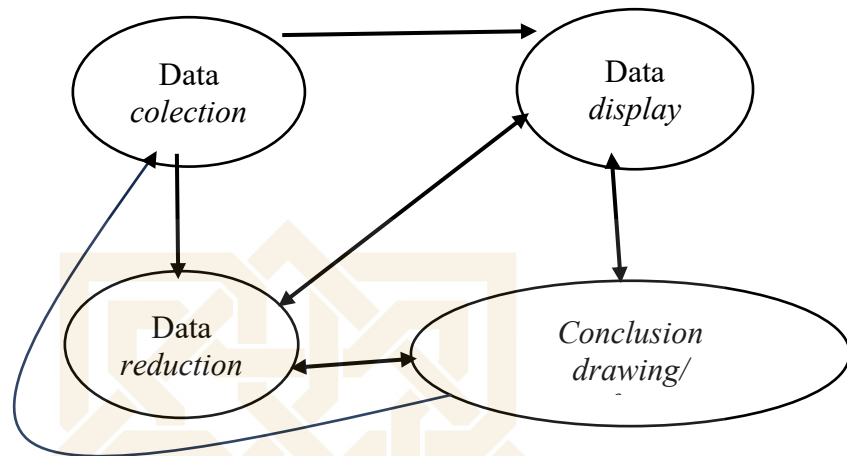 Data
colection
Data
display
Data
reduction
Conclusion
drawing/